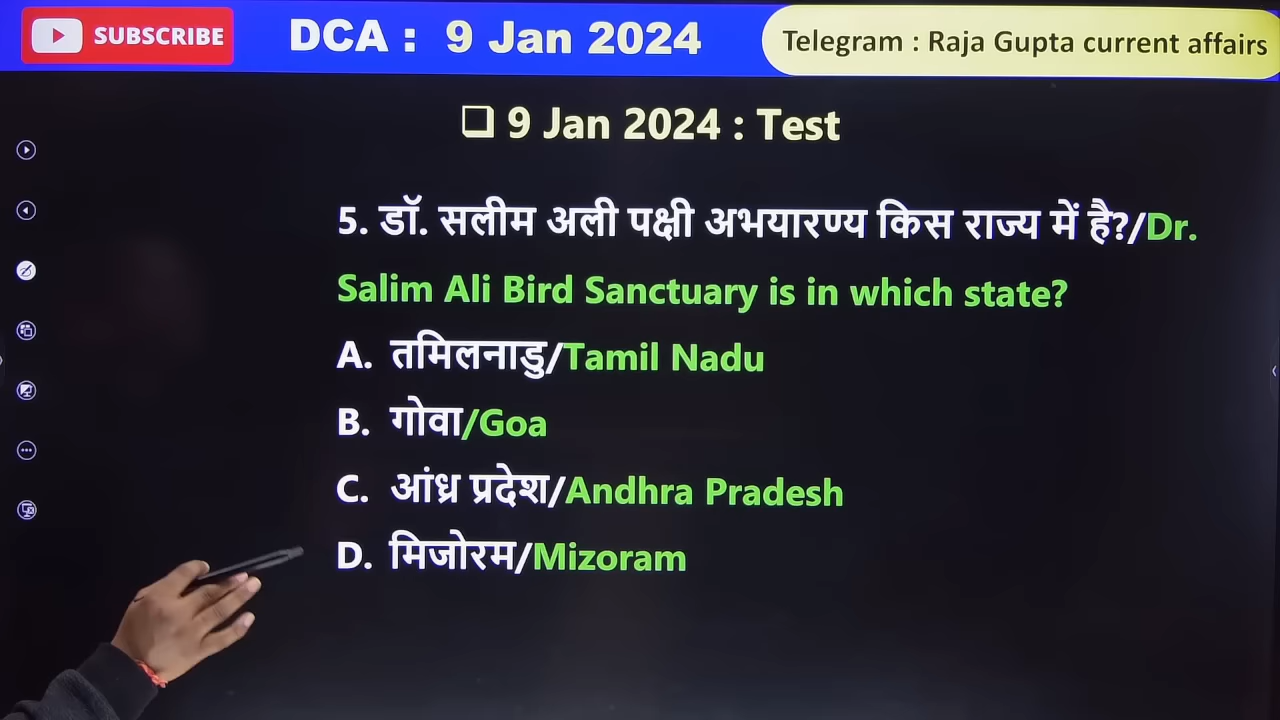 SUBSCRIBE
DCA : 9 Jan 2024
Telegram : Raja Gupta current affairs
❑ 9 Jan 2024 : Test
5. डॉ. सलीम अली पक्षी अभयारण्य किस राज्य में है?/Dr.
Salim Ali Bird Sanctuary is in which state?
A. तमिलनाडु/Tamil Nadu
B. गोवा/Goa
C. आंध्र प्रदेश/Andhra Pradesh
D. मिजोरम/Mizoram